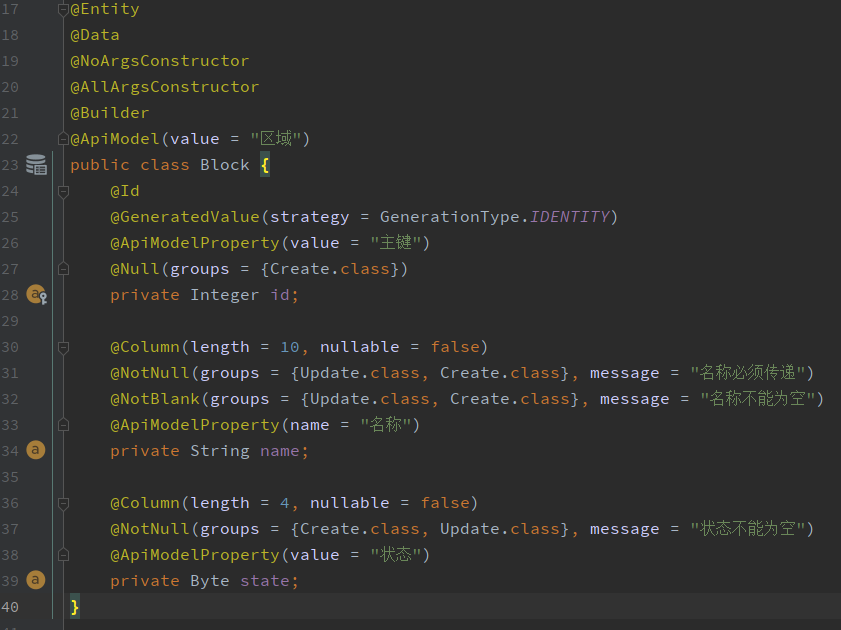 17 @Entity
18 @Data
19 @NoArgsConstructor
20 @AllArgsConstructor
21 @Builder
22 @ApiModel(value = "区域")
23 public class Block {
24     @Id
25     @GeneratedValue(strategy = GenerationType.IDENTITY)
26     @ApiModelProperty(value = "主键")
27     @Null(groups = {Create.class})
28     private Integer id;
29
30     @Column(length = 10, nullable = false)
31     @NotNull(groups = {Update.class, Create.class}, message = "名称必须传递")
32     @NotBlank(groups = {Update.class, Create.class}, message = "名称不能为空")
33     @ApiModelProperty(name = "名称")
34     private String name;
35
36     @Column(length = 4, nullable = false)
37     @NotNull(groups = {Create.class, Update.class}, message = "状态不能为空")
38     @ApiModelProperty(value = "状态")
39     private Byte state;
40 }